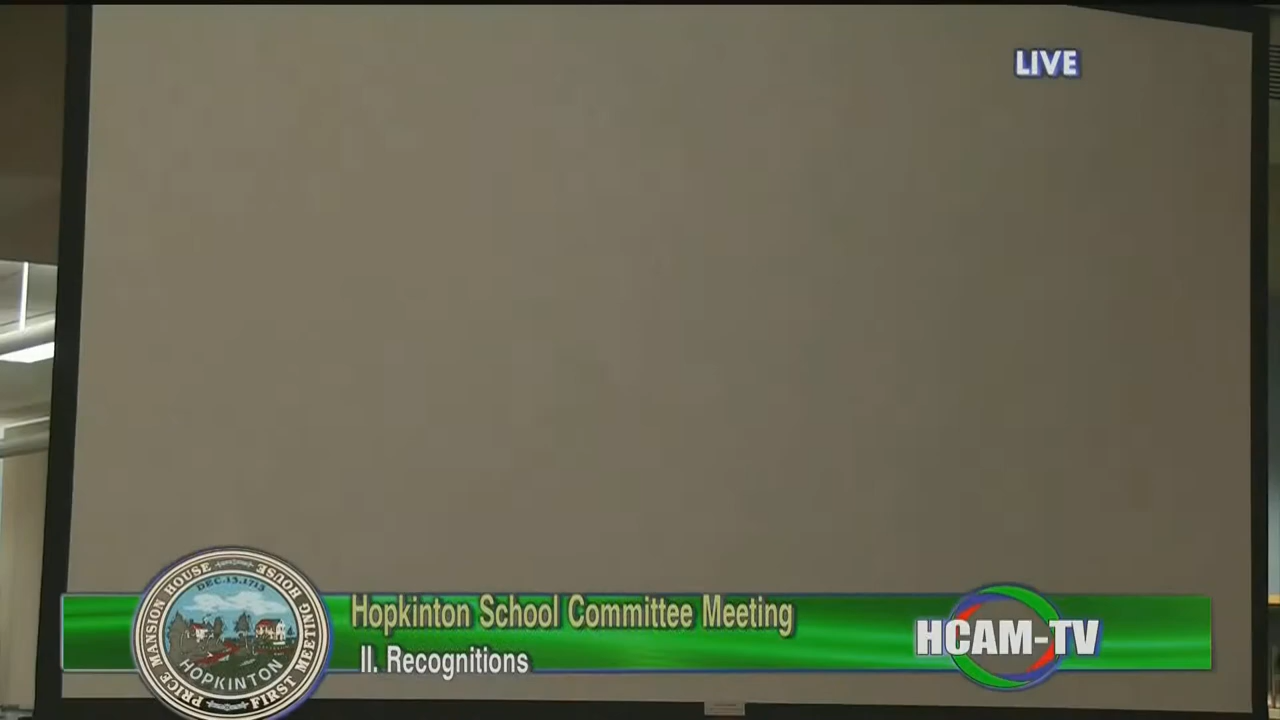 LIVE
Hopkinton School Committee Meeting
II. Recognitions
HCAM-TV
PRICE MANSION HOUSE
FIRST MEETING HOUSE
DEC.13.1715
HOPKINTON